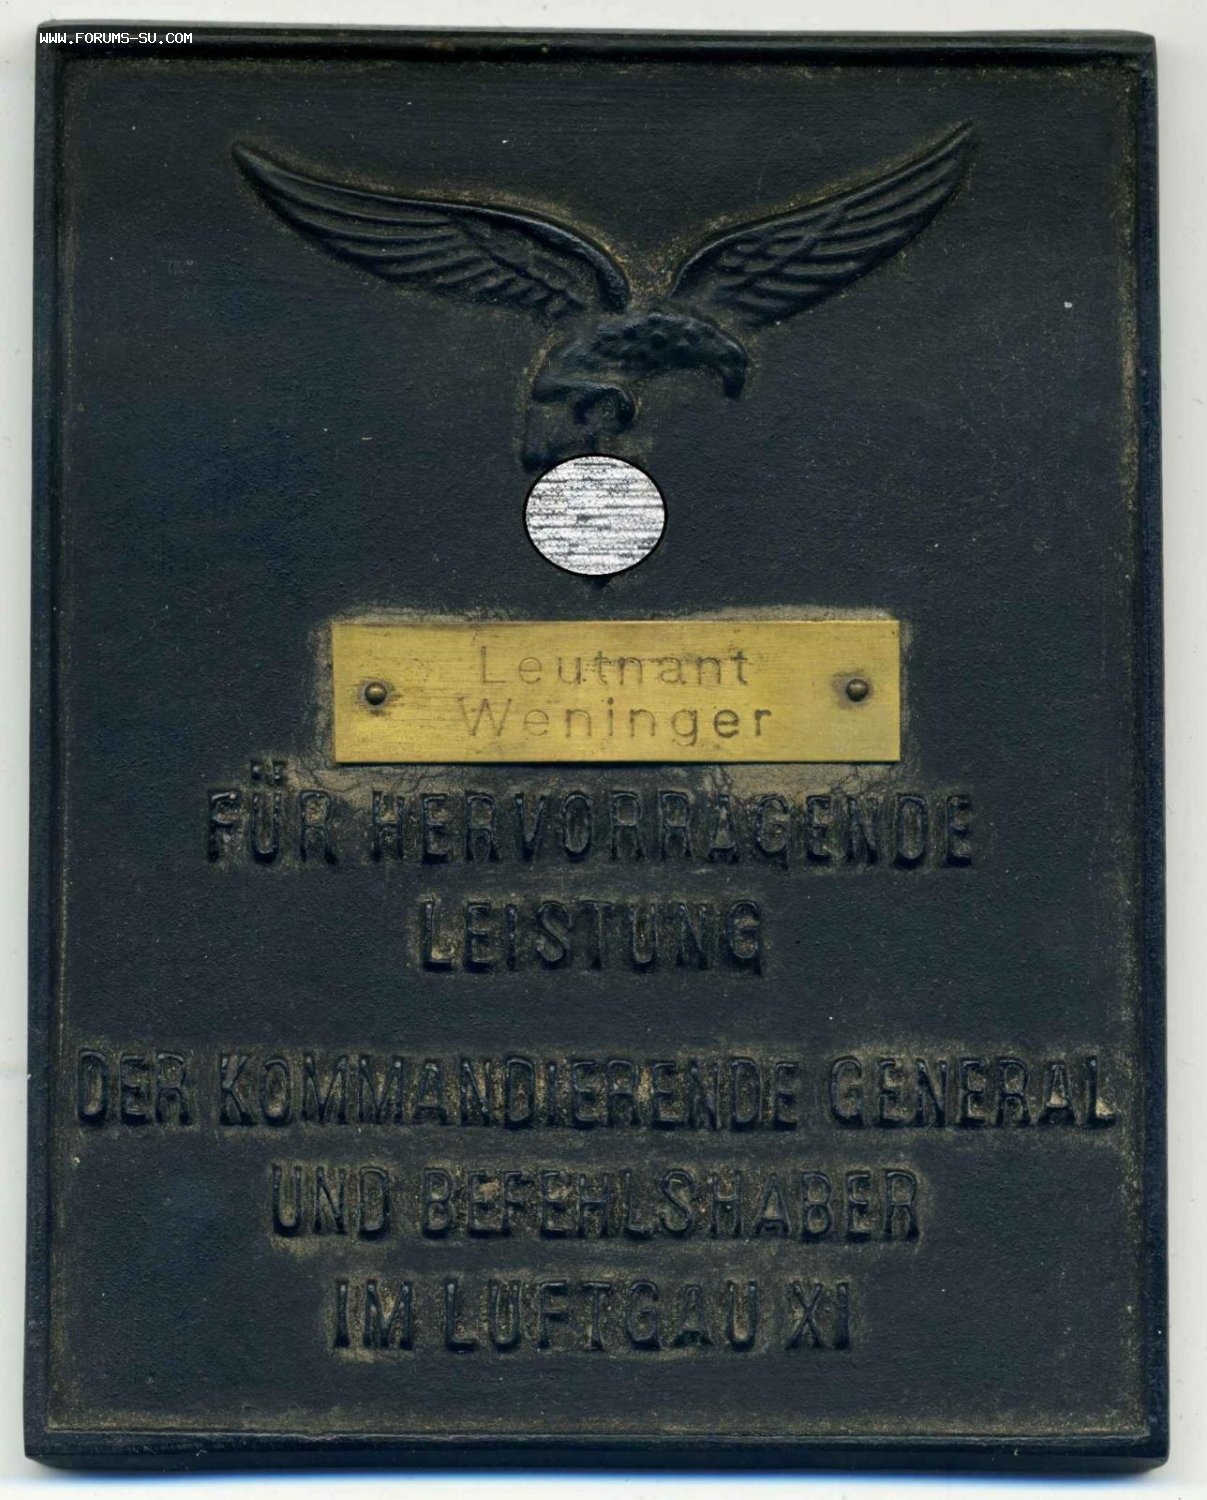 WWW.FORUMS-SU.COM
Leutnant
Weninger
FÜR HERVORRAGENDE
LEISTUNG
DER KOMMANDIERENDE GENERAL
UND BEFEHLSHABER
IM LUFTGAU XI